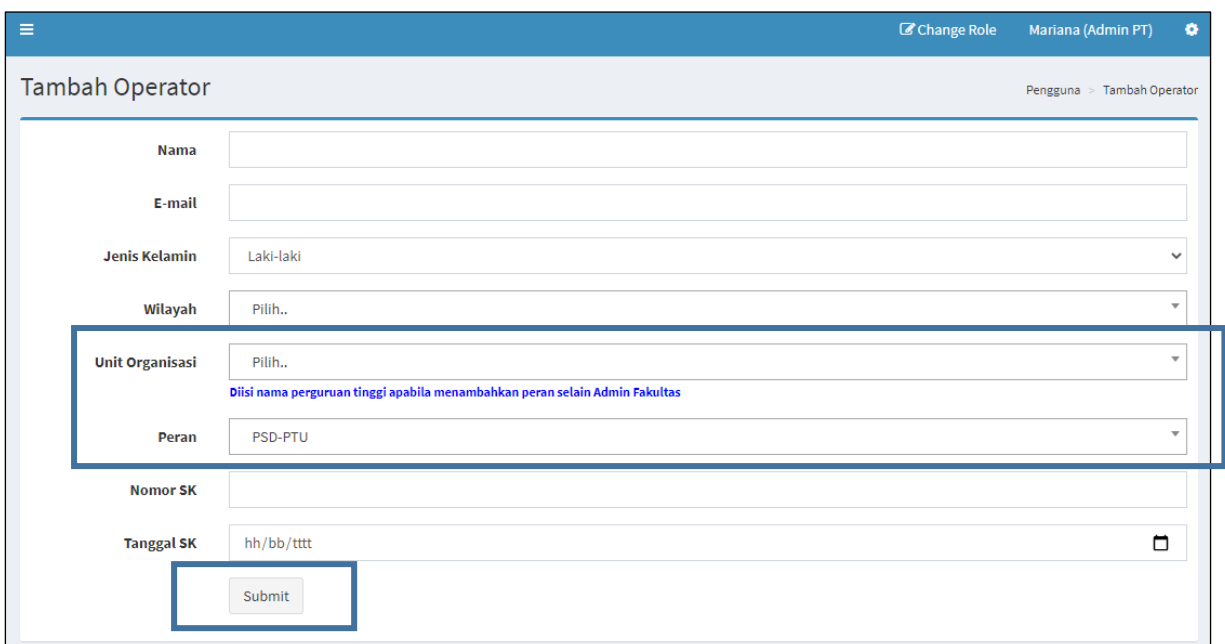 Change Role Mariana (Admin PT)
Tambah Operator
Pengguna > Tambah Operator
Nama
E-mail
Jenis Kelamin Laki-laki
Wilayah Pilih..
Unit Organisasi Pilih..
Diisi nama perguruan tinggi apabila menambahkan peran selain Admin Fakultas
Peran PSD-PTU
Nomor SK
Tanggal SK hh/bb/tttt
Submit